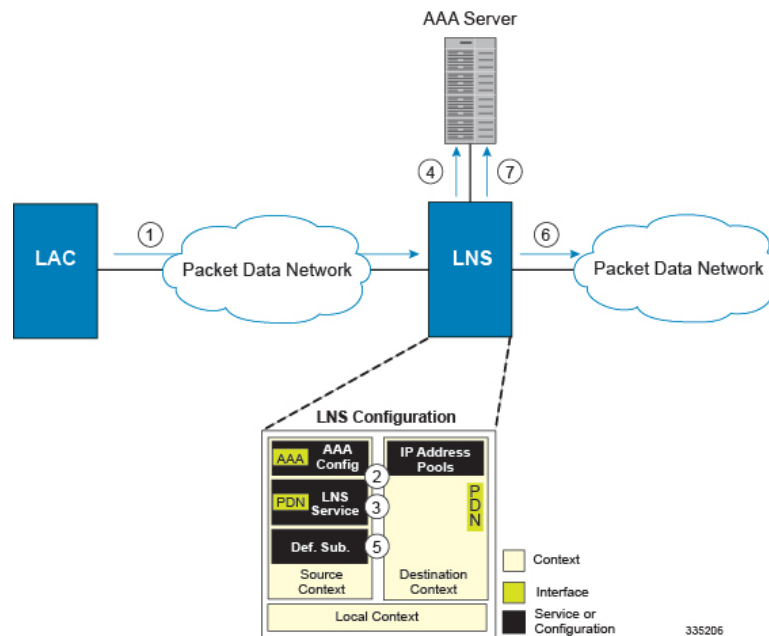 AAA Server
4
7
1
6
LAC
Packet Data Network
LNS
Packet Data Network
LNS Configuration
AAA
AAA
Config
IP Address
Pools
2
PDN
LNS
Service
3
PDN
Def. Sub.
5
Source
Context
Destination
Context
Local Context
Context
Interface
Service or
Configuration
335206